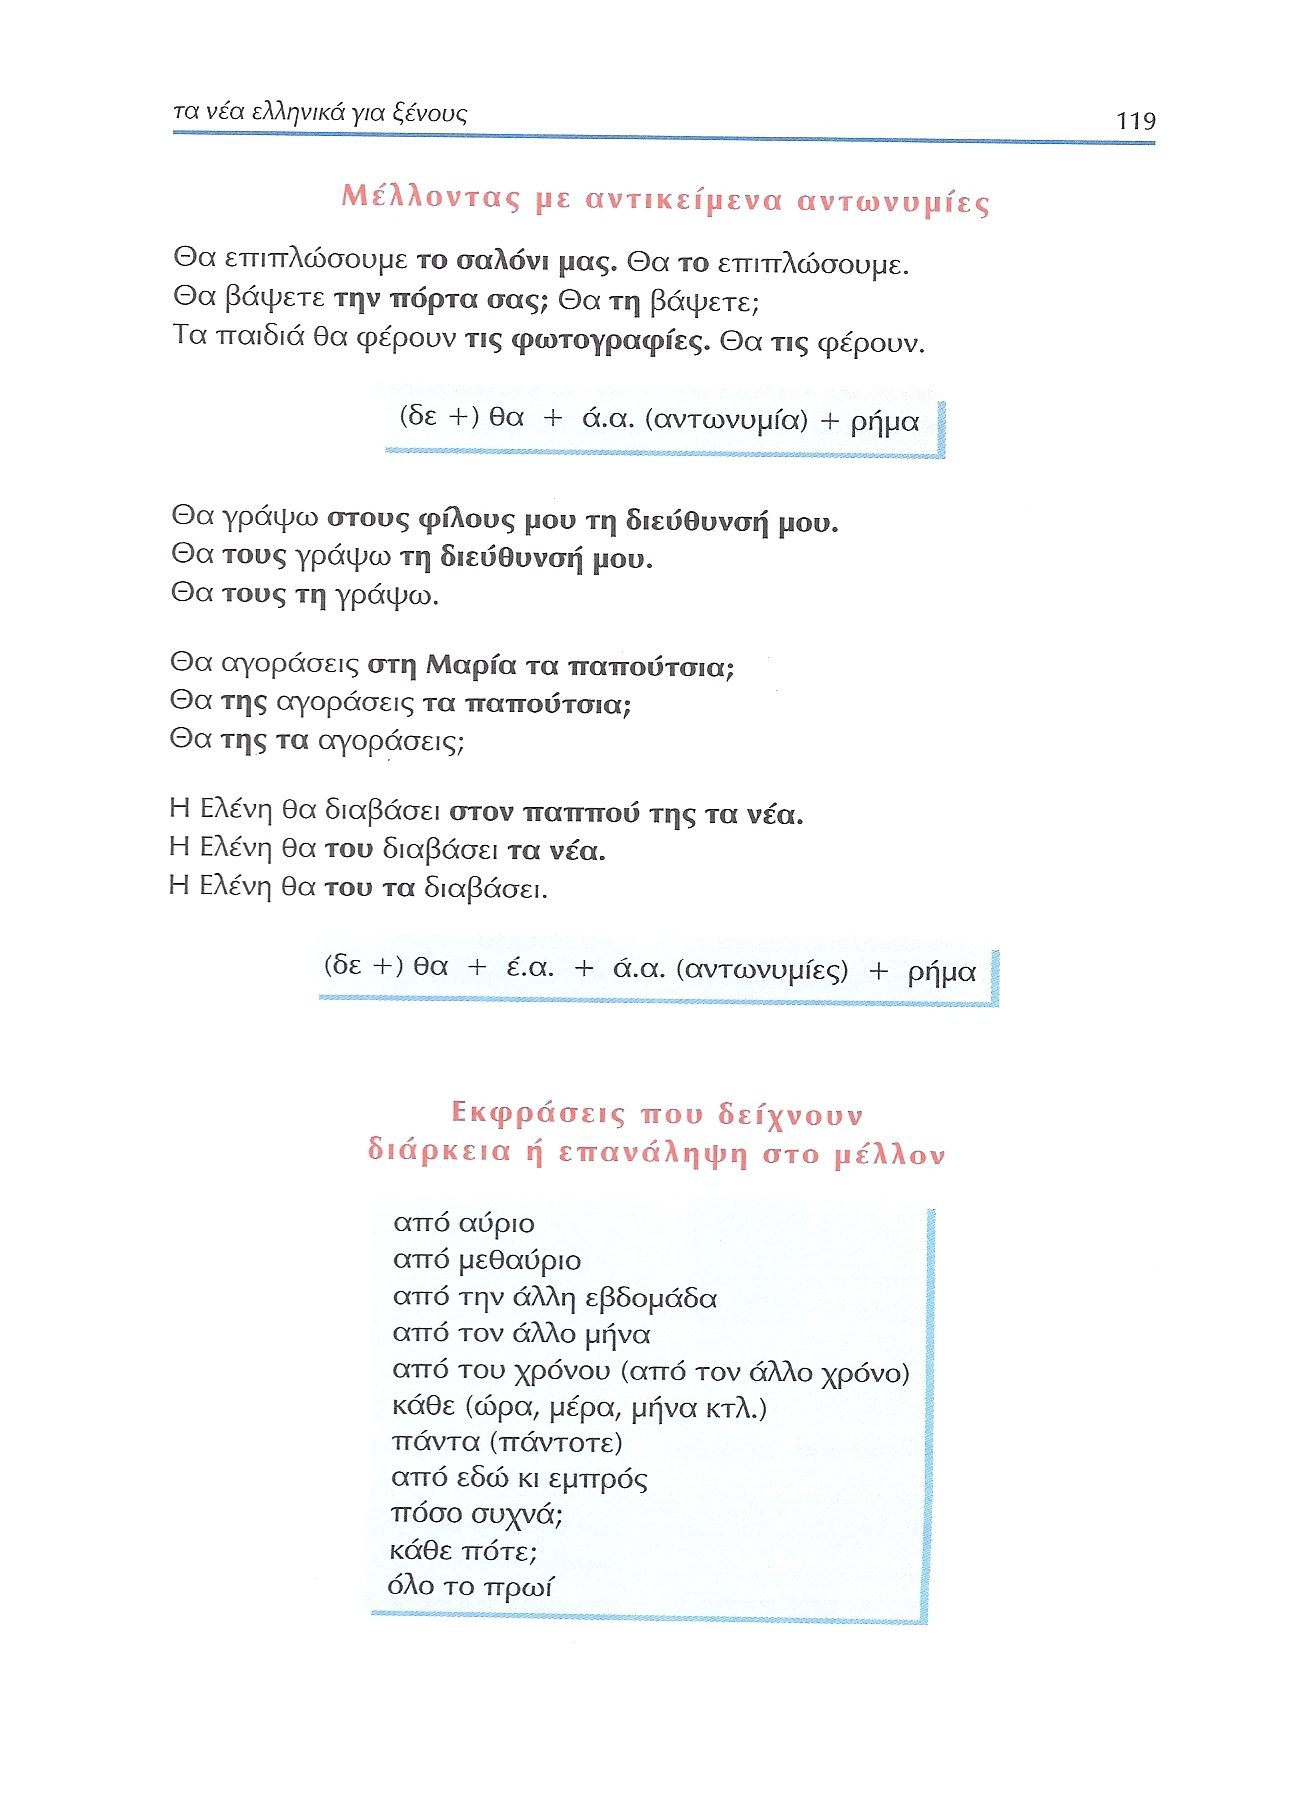 τα νέα ελληνικά για ξένους
119
Μέλλοντας με αντικείμενα αντωνυμίες
Θα επιπλώσουμε το σαλόνι μας. Θα το επιπλώσουμε.
Θα βάψετε την πόρτα σας; Θα τη βάψετε;
Τα παιδιά θα φέρουν τις φωτογραφίες. Θα τις φέρουν.
(δε +) θα + ά.α. (αντωνυμία) + ρήμα
Θα γράψω στους φίλους μου τη διεύθυνσή μου.
Θα τους γράψω τη διεύθυνσή μου.
Θα τους τη γράψω.
Θα αγοράσεις στη Μαρία τα παπούτσια;
Θα της αγοράσεις τα παπούτσια;
Θα της τα αγοράσεις;
Η Ελένη θα διαβάσει στον παππού της τα νέα.
Η Ελένη θα του διαβάσει τα νέα.
Η Ελένη θα του τα διαβάσει.
(δε +) θα + έ.α. + ά.α. (αντωνυμίες) + ρήμα
Εκφράσεις που δείχνουν
διάρκεια ή επανάληψη στο μέλλον
από αύριο
από μεθαύριο
από την άλλη εβδομάδα
από τον άλλο μήνα
από του χρόνου (από τον άλλο χρόνο)
κάθε (ώρα, μέρα, μήνα κτλ.)
πάντα (πάντοτε)
από εδώ κι εμπρός
πόσο συχνά;
κάθε πότε;
όλο το πρωί